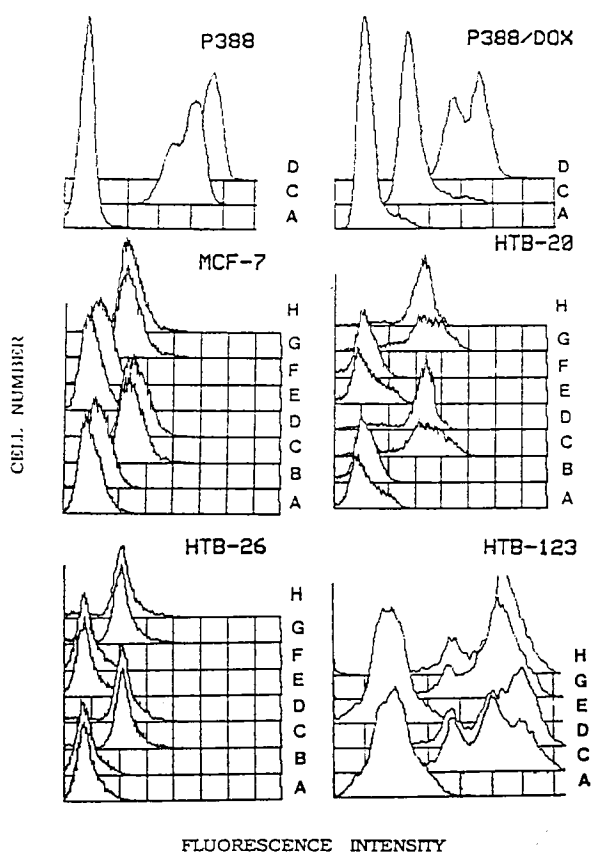 P388
P388/DOX
D
C
A
D
C
A
MCF-7
HTB-20
H
G
F
E
D
C
B
A
H
G
F
E
D
C
B
A
CELL NUMBER
HTB-26
HTB-123
H
G
F
E
D
C
B
A
H
G
E
D
C
A
FLUORESCENCE INTENSITY